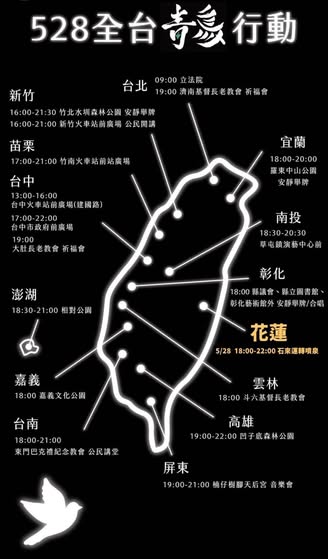 528全台青鳥行動
台北 09:00 立法院
19:00 濟南基督長老教會 祈福會
新竹
16:00-21:30 竹北水圳森林公園 安靜舉牌
16:00-21:00 新竹火車站前廣場 公民開講
苗栗
17:00-21:00 竹南火車站前站廣場
台中
13:00-16:00
台中火車站前廣場(建國路)
17:00-22:00
台中市政府前廣場
19:00
大肚長老教會 祈福會
宜蘭
18:00-20:00
羅東中山公園
安靜舉牌
南投
18:30-20:30
草屯鎮演藝中心前
彰化
18:00 縣議會、縣立圖書館、
彰化藝術館外 安靜舉牌/合唱
澎湖
18:30-21:00 相對公園
花蓮
5/28 18:00-22:00 石來運轉噴泉
嘉義
18:00 嘉義文化公園
雲林
18:00 斗六基督長老教會
台南
18:00-21:00
東門巴克禮紀念教會 公民講堂
高雄
19:00-22:00 凹子底森林公園
屏東
19:00-21:00 楠仔樹腳天后宮 音樂會